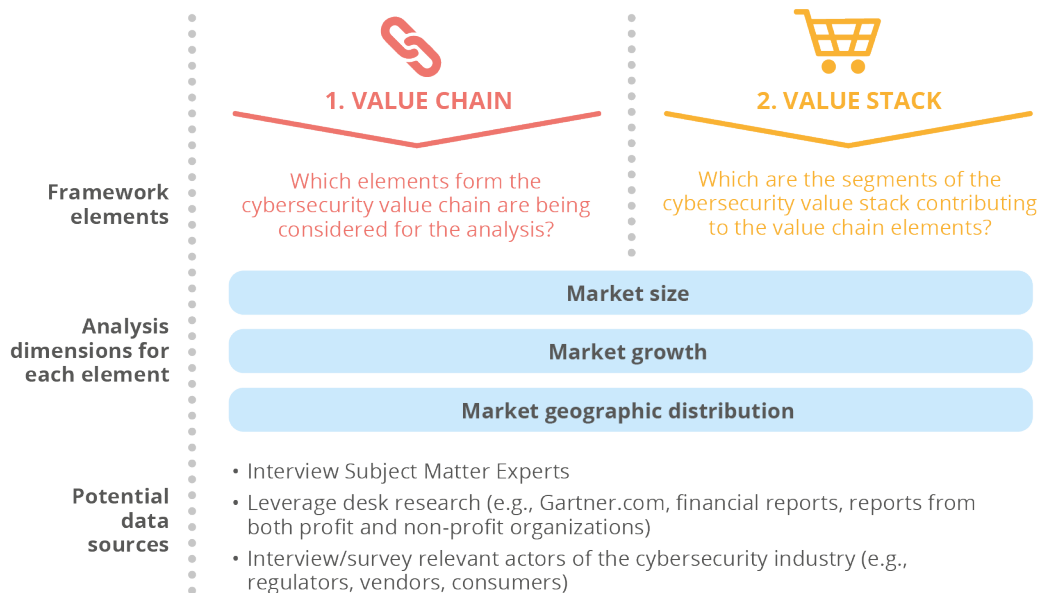 1. VALUE CHAIN
2. VALUE STACK
Framework
elements
Which elements form the
cybersecurity value chain are being
considered for the analysis?
Which are the segments of the
cybersecurity value stack contributing
to the value chain elements?
Analysis
dimensions for
each element
Market size
Market growth
Market geographic distribution
Potential
data
sources
• Interview Subject Matter Experts
• Leverage desk research (e.g., Gartner.com, financial reports, reports from
both profit and non-profit organizations)
• Interview/survey relevant actors of the cybersecurity industry (e.g.,
regulators, vendors, consumers)